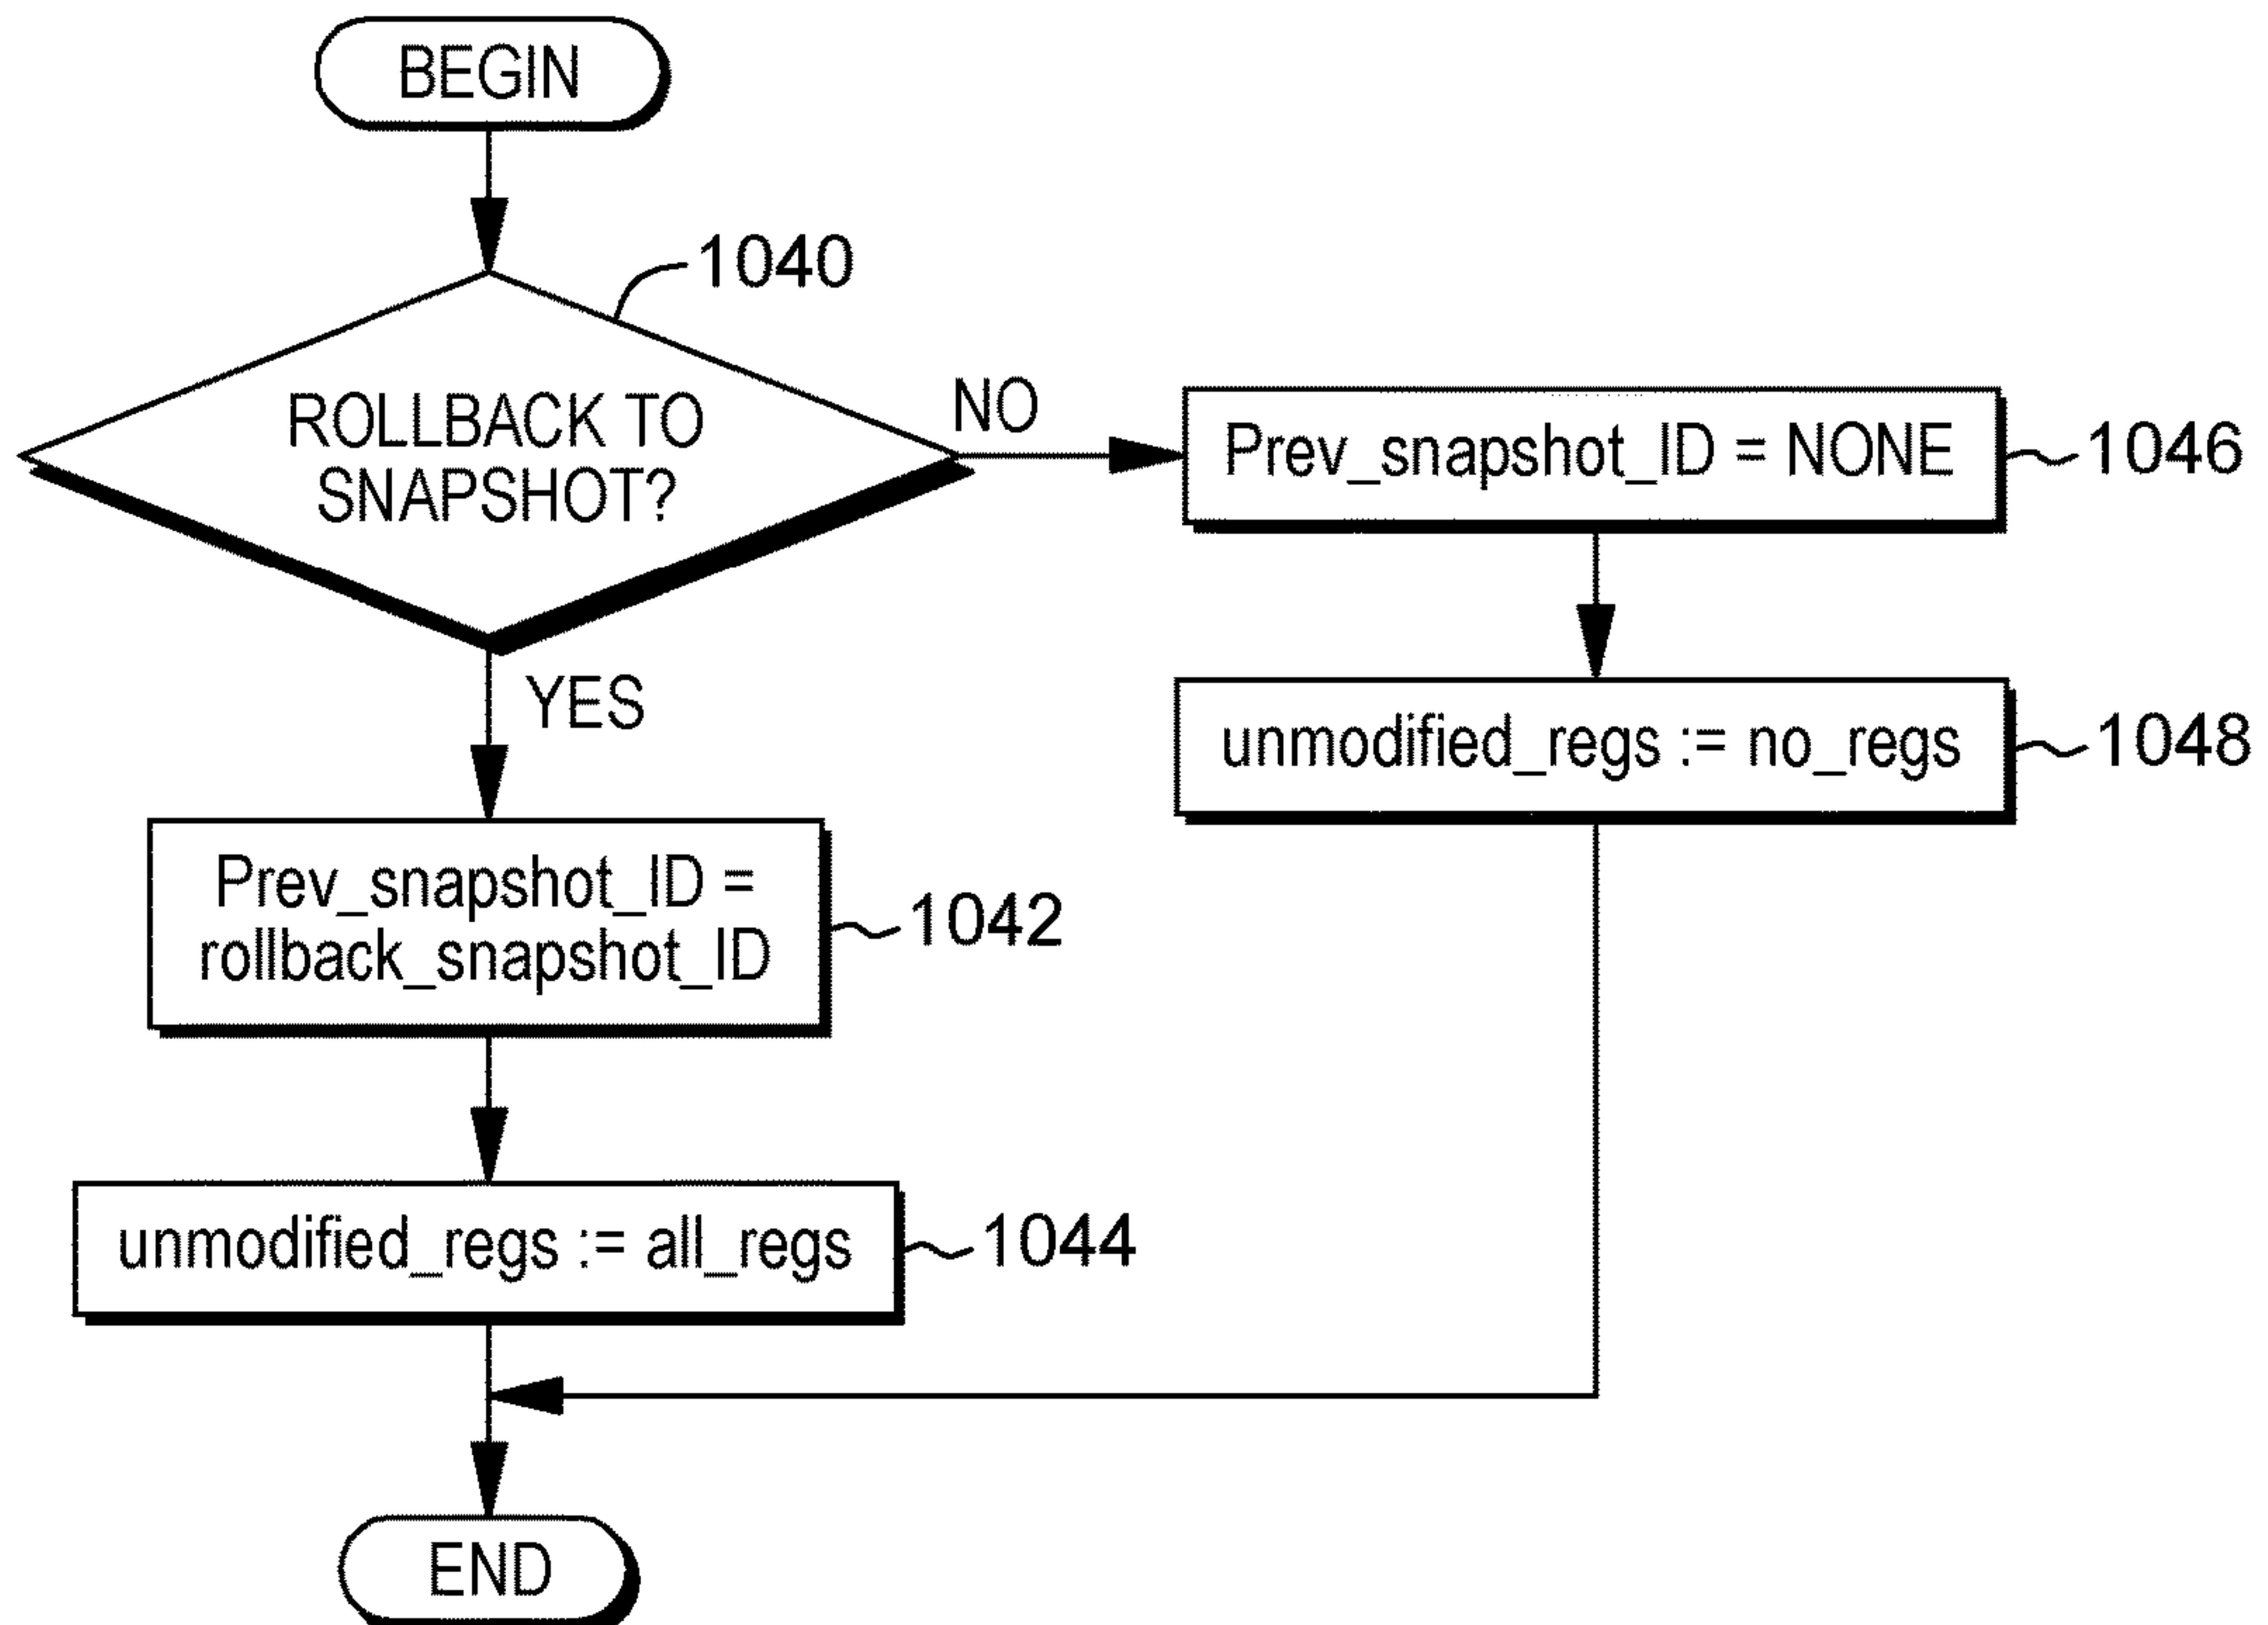 BEGIN
1040
ROLLBACK TO
SNAPSHOT?
NO
Prev_snapshot_ID = NONE
1046
YES
unmodified_regs := no_regs
1048
Prev_snapshot_ID =
rollback_snapshot_ID
1042
unmodified_regs := all_regs
1044
END